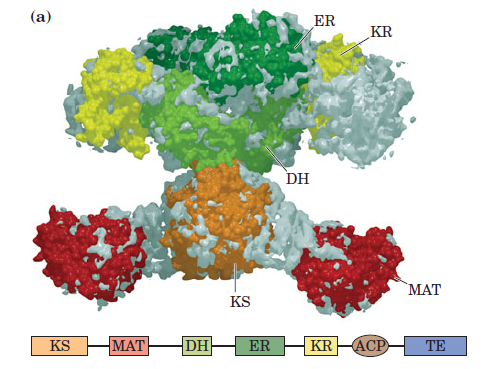 (a)
ER
KR
DH
KS
MAT
KS MAT DH ER KR ACP TE